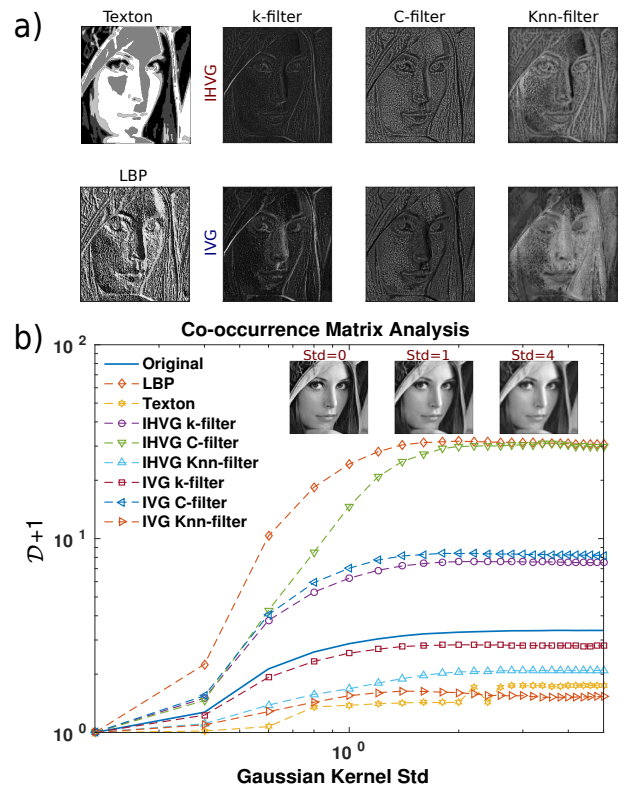 a)
Texton
k-filter
C-filter
Knn-filter
IHVG
LBP
IVG
b)
Co-occurrence Matrix Analysis
10 2
Std=0
Std=1
Std=4
Original
LBP
Texton
IHVG k-filter
IHVG C-filter
IHVG Knn-filter
IVG k-filter
IVG C-filter
IVG Knn-filter
10 1
𝒟+1
10 0
10 0
Gaussian Kernel Std